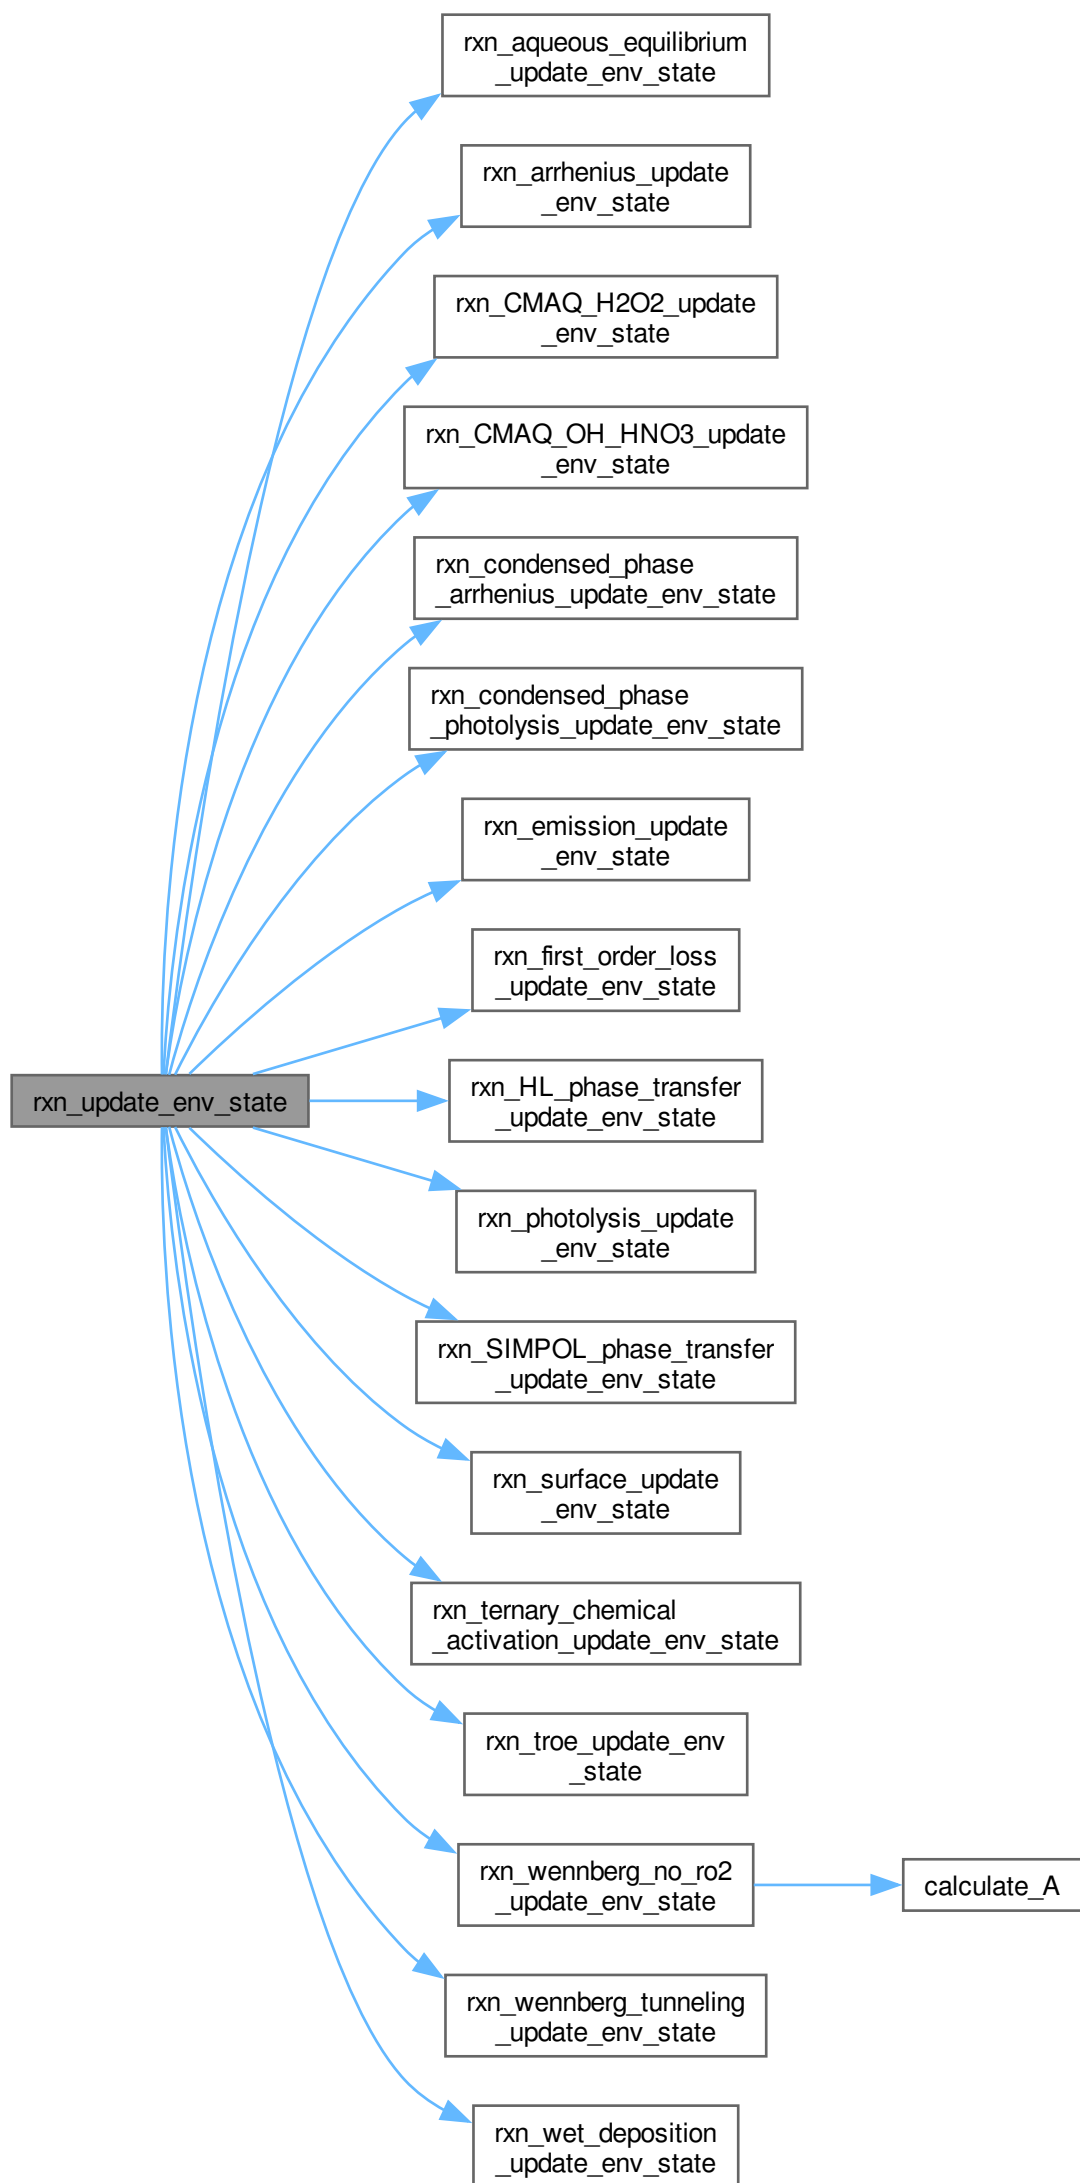 rxn_aqueous_equilibrium
_update_env_state
rxn_arrhenius_update
_env_state
rxn_CMAQ_H2O2_update
_env_state
rxn_CMAQ_OH_HNO3_update
_env_state
rxn_condensed_phase
_arrhenius_update_env_state
rxn_condensed_phase
_photolysis_update_env_state
rxn_emission_update
_env_state
rxn_first_order_loss
_update_env_state
rxn_update_env_state
rxn_HL_phase_transfer
_update_env_state
rxn_photolysis_update
_env_state
rxn_SIMPOL_phase_transfer
_update_env_state
rxn_surface_update
_env_state
rxn_ternary_chemical
_activation_update_env_state
rxn_troe_update_env
_state
rxn_wennberg_no_ro2
_update_env_state
calculate_A
rxn_wennberg_tunneling
_update_env_state
rxn_wet_deposition
_update_env_state